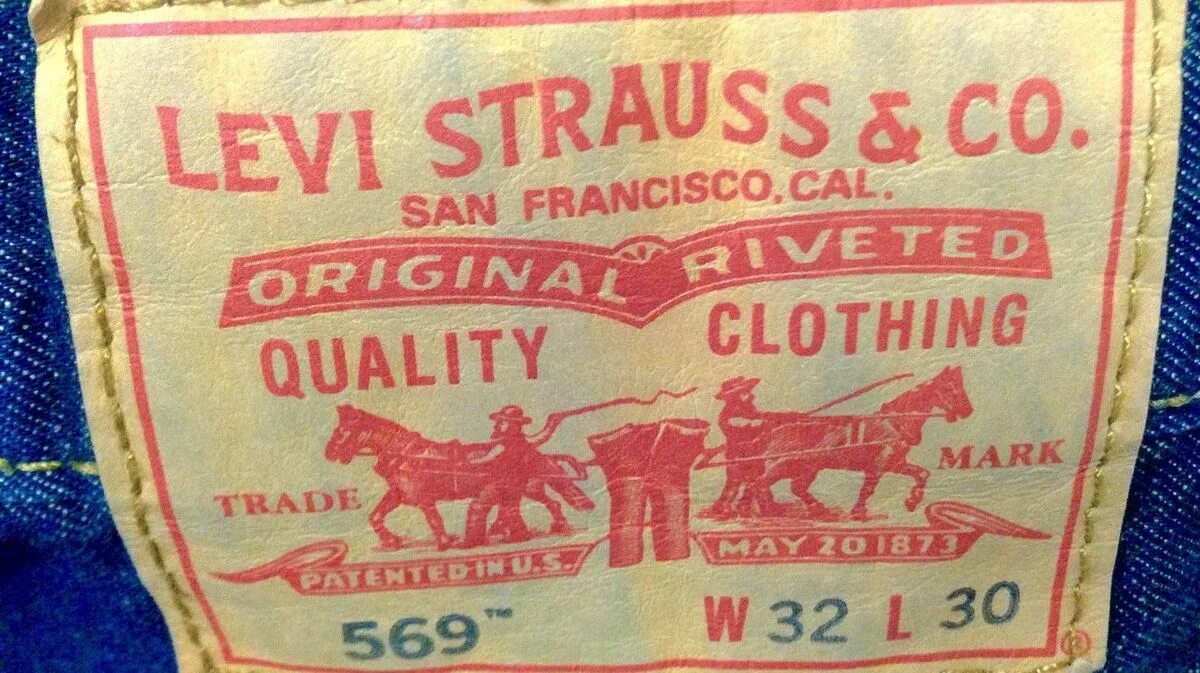 LEVI STRAUSS & CO.
SAN FRANCISCO, CAL.
ORIGINAL RIVETED
QUALITY CLOTHING
TRADE MARK
PATENTED IN U.S. MAY 20 1873
569™ W 32 L 30
®